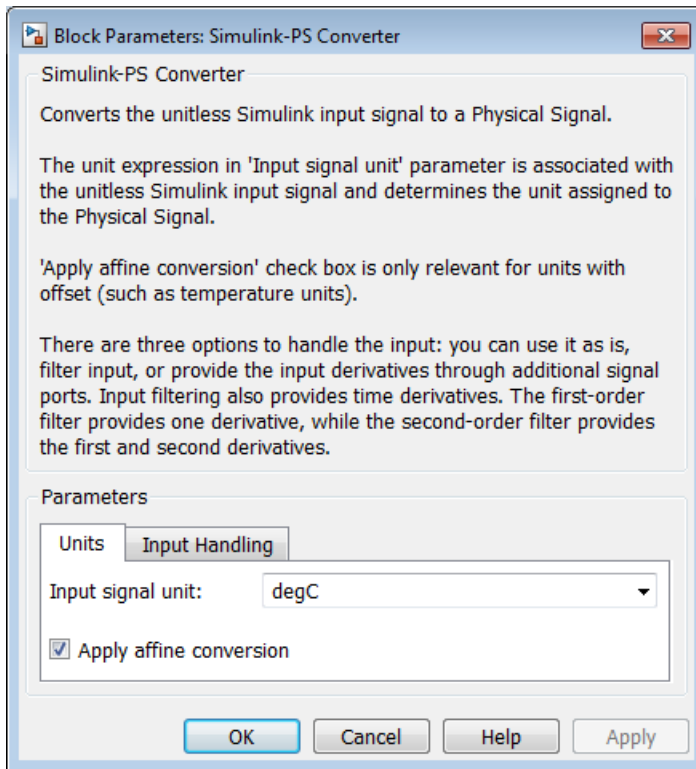 Block Parameters: Simulink-PS Converter
Simulink-PS Converter
Converts the unitless Simulink input signal to a Physical Signal.
The unit expression in 'Input signal unit' parameter is associated with
the unitless Simulink input signal and determines the unit assigned to
the Physical Signal.
'Apply affine conversion' check box is only relevant for units with
offset (such as temperature units).
There are three options to handle the input: you can use it as is,
filter input, or provide the input derivatives through additional signal
ports. Input filtering also provides time derivatives. The first-order
filter provides one derivative, while the second-order filter provides
the first and second derivatives.
Parameters
Units Input Handling
Input signal unit: degC
Apply affine conversion
OK Cancel Help Apply